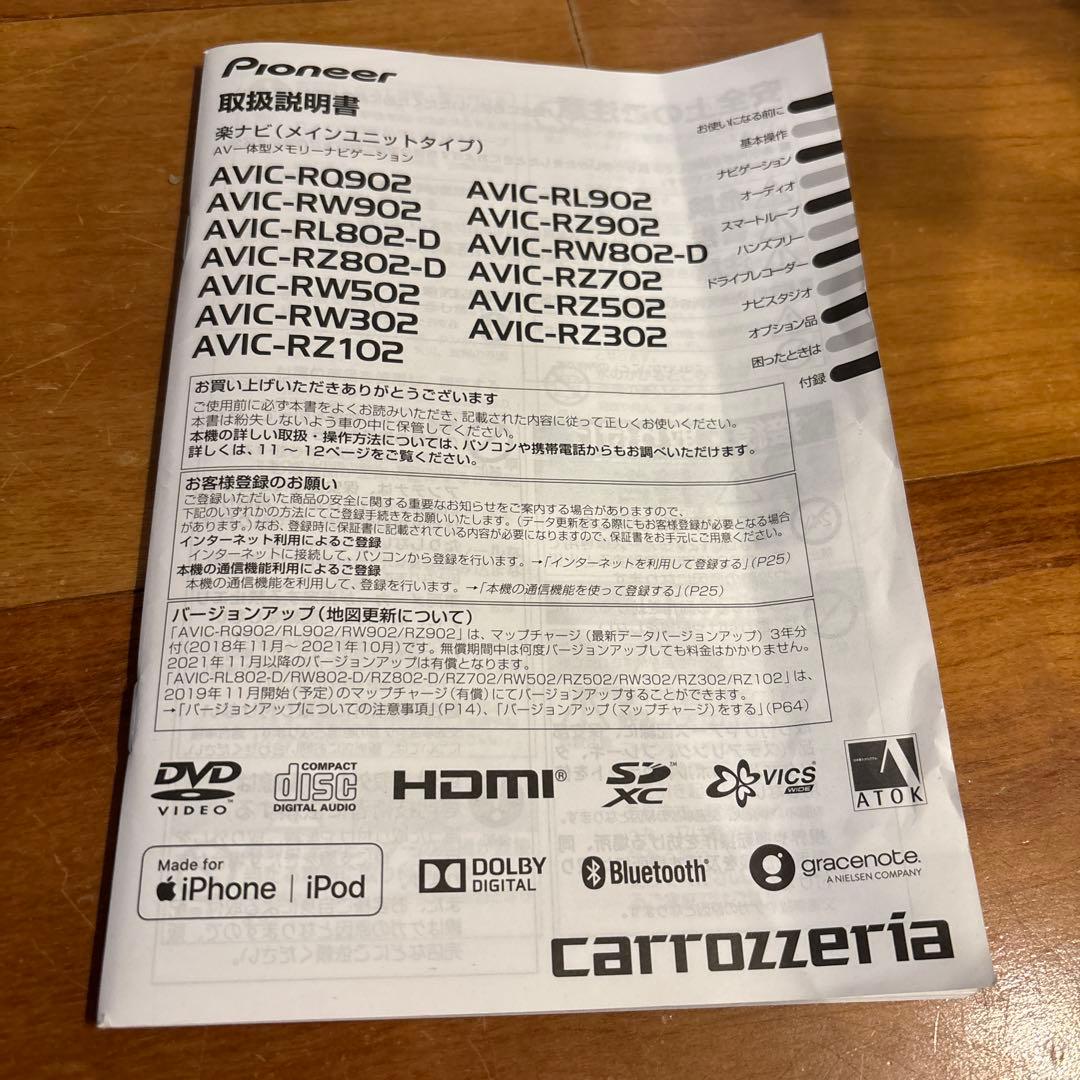 Pioneer
取扱説明書
楽ナビ(メインユニットタイプ)
AV一体型メモリーナビゲーション
AVIC-RQ902
AVIC-RL902
AVIC-RW902
AVIC-RZ902
AVIC-RL802-D
AVIC-RW802-D
AVIC-RZ802-D
AVIC-RZ702
AVIC-RW502
AVIC-RZ502
AVIC-RW302
AVIC-RZ302
AVIC-RZ102
お使いになる前に
基本操作
ナビゲーション
オーディオ
スマートループ
ハンズフリー
ドライブレコーダー
ナビスタジオ
オプション品
困ったときは
付録
お買い上げいただきありがとうございます
ご使用前に必ず本書をよくお読みいただき、記載された内容に従って正しくお使いください。
本書は紛失しないよう車の中に保管してください。
本機の詳しい取扱・操作方法については、パソコンや携帯電話からもお調べいただけます。
詳しくは、11 ～ 12ページをご覧ください。
お客様登録のお願い
ご登録いただいた商品の安全に関する重要なお知らせをご案内する場合がありますので、
下記のいずれかの方法にてご登録手続きをお願いいたします。(データ更新をする際にもお客様登録が必要となる場合
があります。)なお、登録時に保証書に記載されている内容が必要になりますので、保証書をお手元にご用意ください。
インターネット利用によるご登録
インターネットに接続して、パソコンから登録を行います。→「インターネットを利用して登録する」(P25)
本機の通信機能利用によるご登録
本機の通信機能を利用して、登録を行います。→「本機の通信機能を使って登録する」(P25)
バージョンアップ(地図更新について)
「AVIC-RQ902/RL902/RW902/RZ902」は、マップチャージ(最新データバージョンアップ) 3年分
付(2018年11月～2021年10月)です。無償期間中は何度バージョンアップしても料金はかかりません。
2021年11月以降のバージョンアップは有償となります。
「AVIC-RL802-D/RW802-D/RZ802-D/RZ702/RW502/RZ502/RW302/RZ302/RZ102」は、
2019年11月開始(予定)のマップチャージ(有償)にてバージョンアップすることができます。
→「バージョンアップについての注意事項」(P14)、「バージョンアップ(マップチャージ)をする」(P64)
DVD
VIDEO™
COMPACT
disc
DIGITAL AUDIO
HDMI®
SD™
XC
VICS
WIDE
ATOK
Made for
iPhone | iPod
DOLBY
DIGITAL
Bluetooth®
gracenote.
A NIELSEN COMPANY
carrozzeria